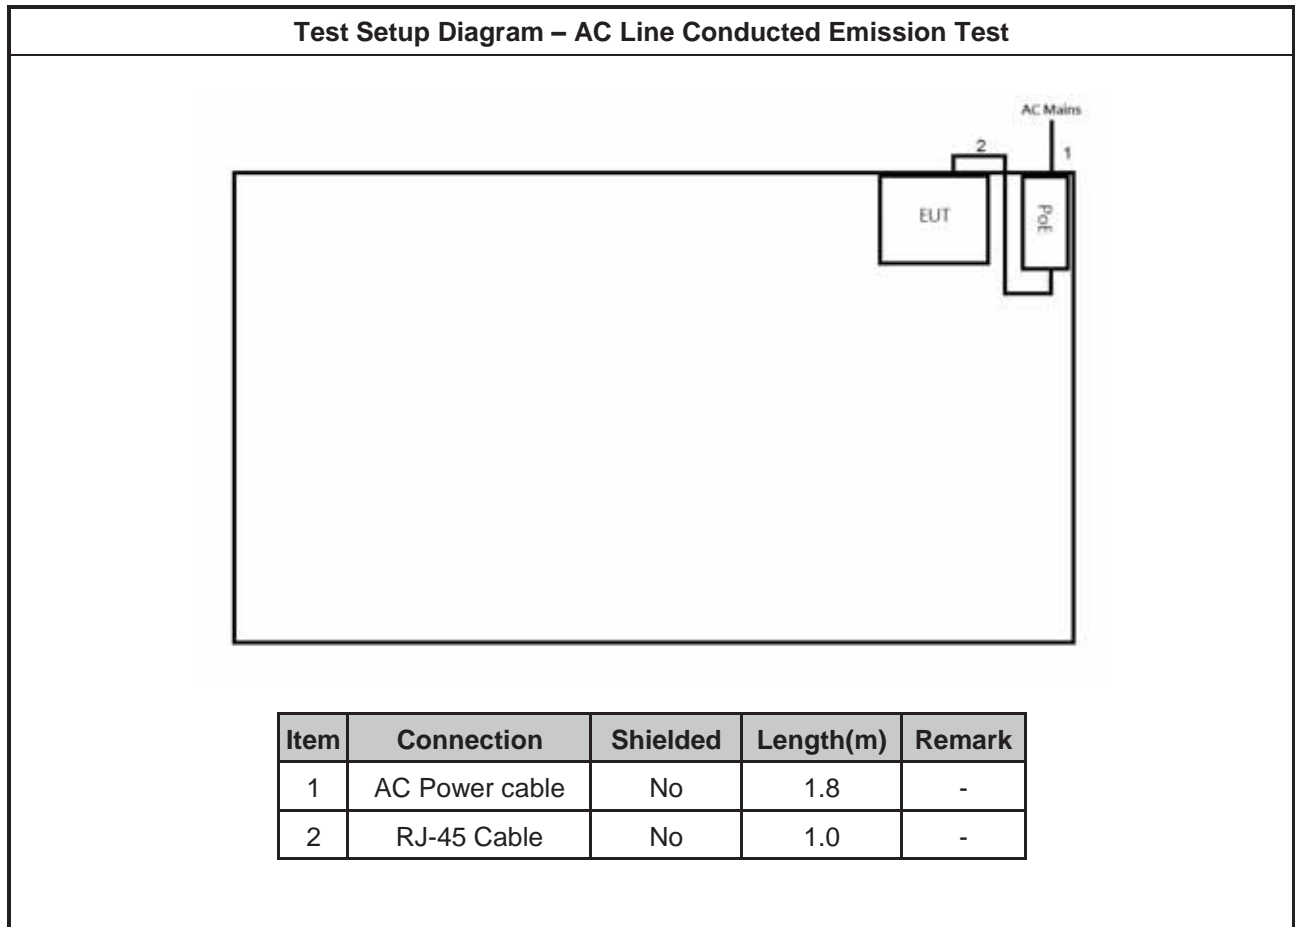 Test Setup Diagram – AC Line Conducted Emission Test
AC Mains
2
1
EUT
PoE
Item Connection Shielded Length(m) Remark
1 AC Power cable No 1.8 -
2 RJ-45 Cable No 1.0 -